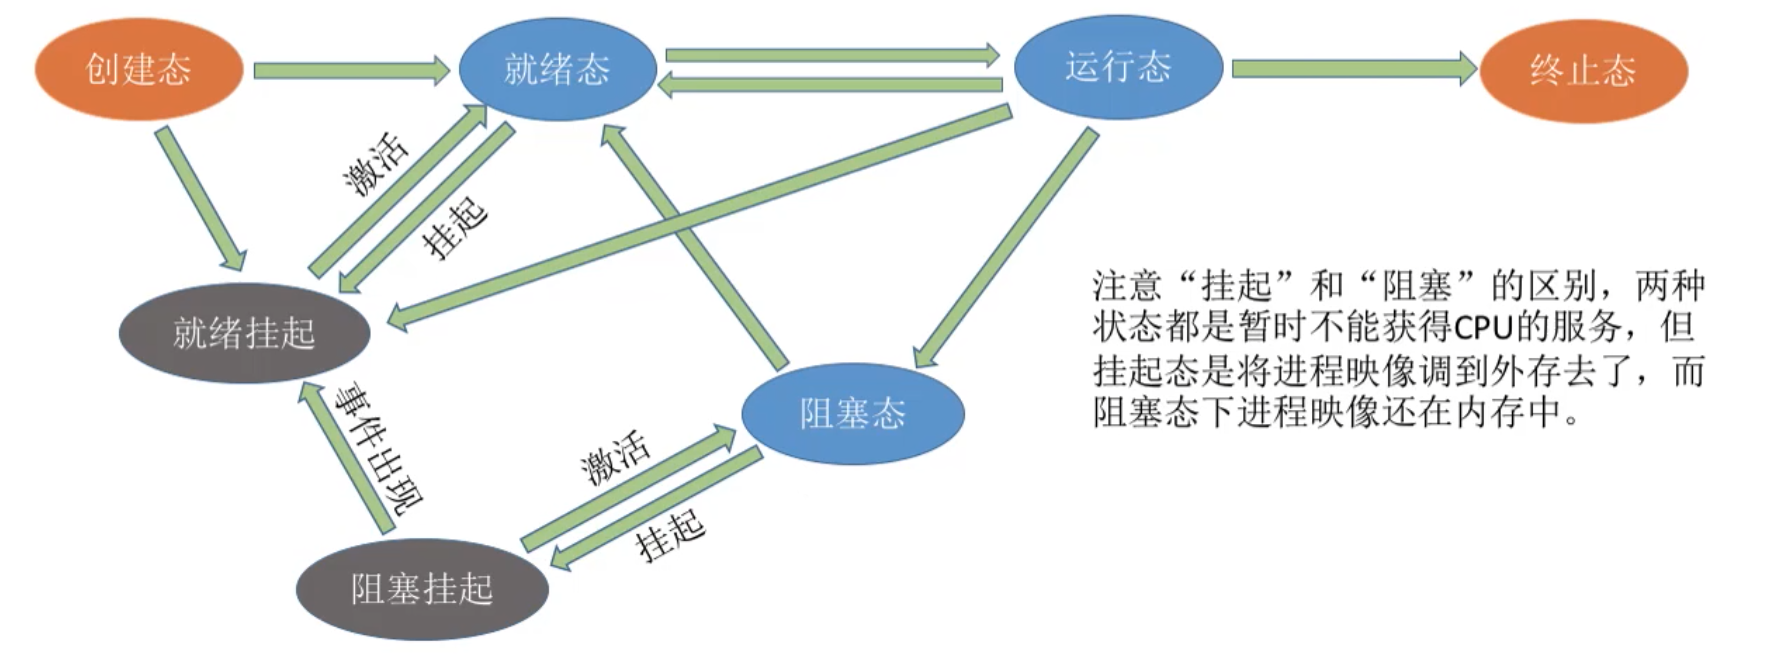 创建态
就绪态
运行态
终止态
激活
挂起
就绪挂起
注意“挂起”和“阻塞”的区别，两种
状态都是暂时不能获得CPU的服务，但
挂起态是将进程映像调到外存去了，而
阻塞态下进程映像还在内存中。
阻塞态
事件出现
激活
挂起
阻塞挂起